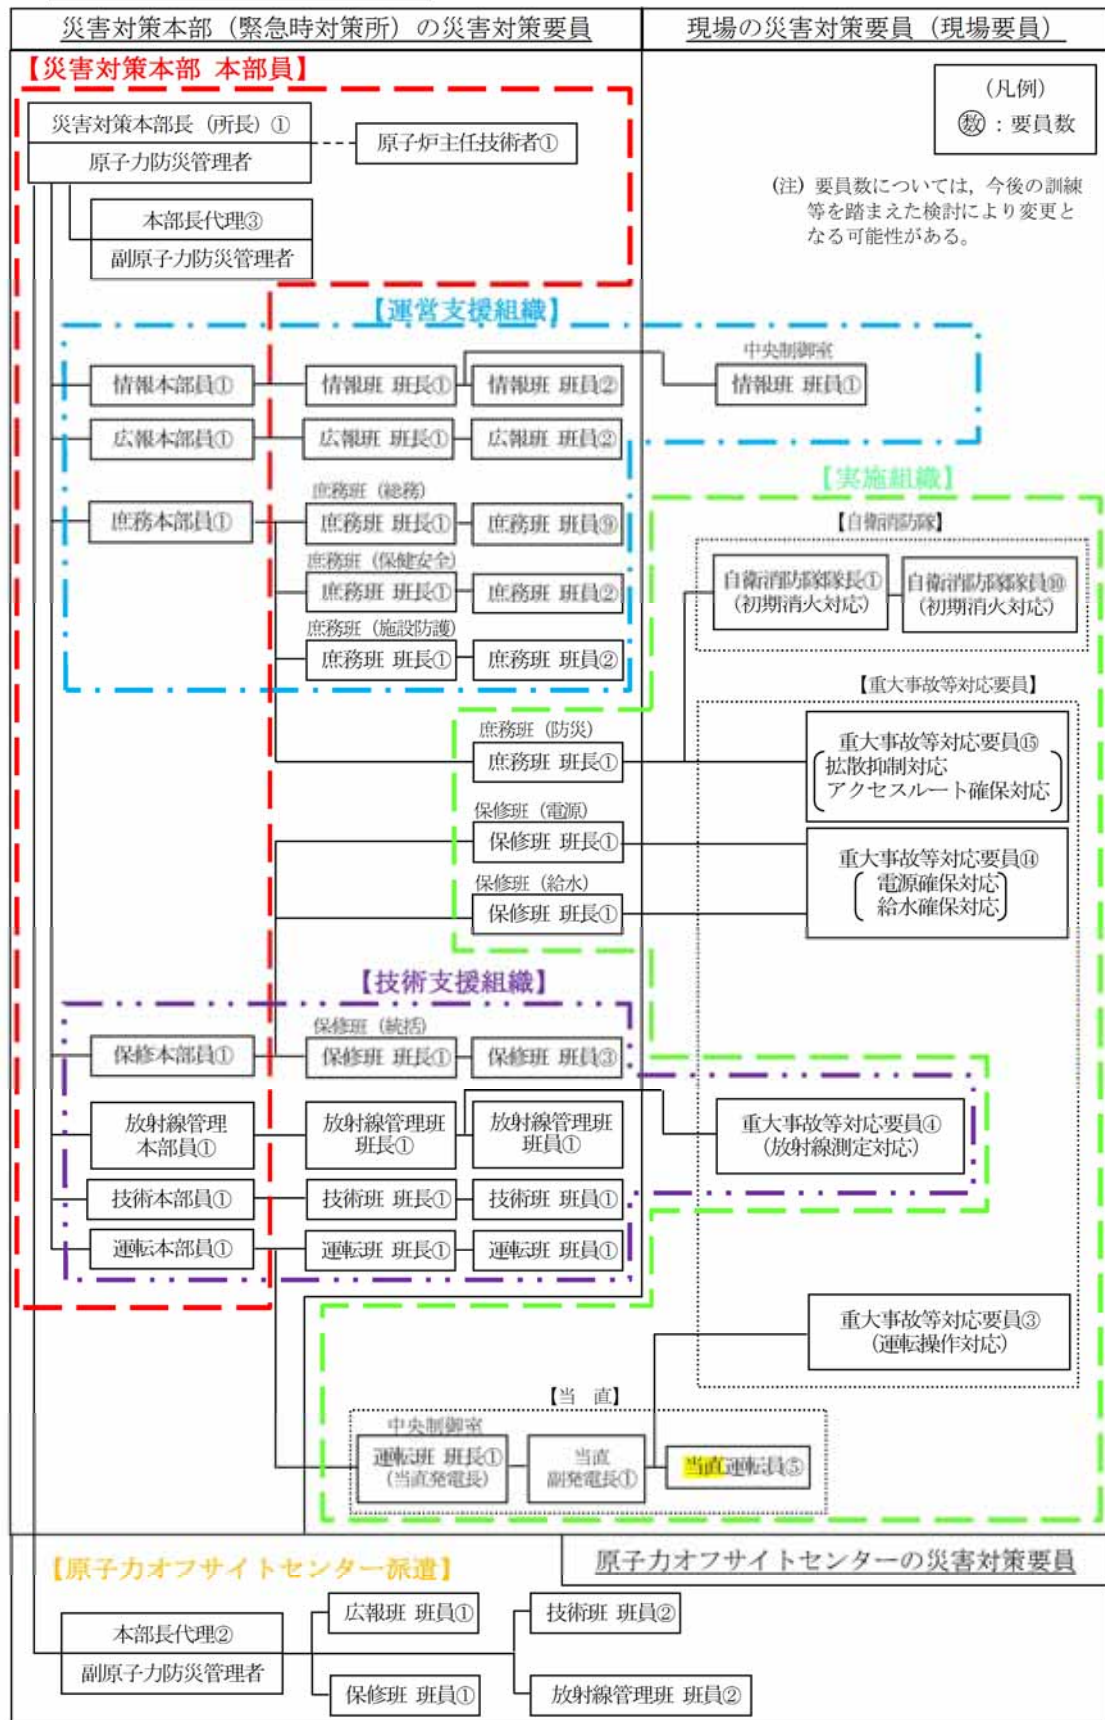 災害対策本部（緊急時対策所）の災害対策要員
現場の災害対策要員（現場要員）
【災害対策本部 本部員】
（凡例）
㊄数：要員数
災害対策本部長（所長）①
原子力防災管理者
原子炉主任技術者①
(注) 要員数については，今後の訓練
等を踏まえた検討により変更と
なる可能性がある。
本部長代理③
副原子力防災管理者
【運営支援組織】
中央制御室
情報本部員①
情報班 班長①
情報班 班員②
情報班 班員①
広報本部員①
広報班 班長①
広報班 班員②
【実施組織】
庶務班（総務）
庶務本部員①
庶務班 班長①
庶務班 班員⑨
【自衛消防隊】
庶務班（保健安全）
庶務班 班長①
庶務班 班員②
自衛消防隊隊長①
(初期消火対応)
自衛消防隊隊員⑩
(初期消火対応)
庶務班（施設防護）
庶務班 班長①
庶務班 班員②
【重大事故等対応要員】
庶務班（防災）
庶務班 班長①
重大事故等対応要員⑮
拡散抑制対応
アクセスルート確保対応
保修班（電源）
保修班 班長①
重大事故等対応要員⑭
電源確保対応
給水確保対応
保修班（給水）
保修班 班長①
【技術支援組織】
保修班（統括）
保修本部員①
保修班 班長①
保修班 班員③
放射線管理
本部員①
放射線管理班
班長①
放射線管理班
班員①
重大事故等対応要員④
(放射線測定対応)
技術本部員①
技術班 班長①
技術班 班員①
運転本部員①
運転班 班長①
運転班 班員①
重大事故等対応要員③
(運転操作対応)
【当 直】
中央制御室
運転班 班長①
(当直発電長)
当直
副発電長①
当直運転員⑤
【原子力オフサイトセンター派遣】
原子力オフサイトセンターの災害対策要員
本部長代理②
副原子力防災管理者
広報班 班員①
技術班 班員②
保修班 班員①
放射線管理班 班員②